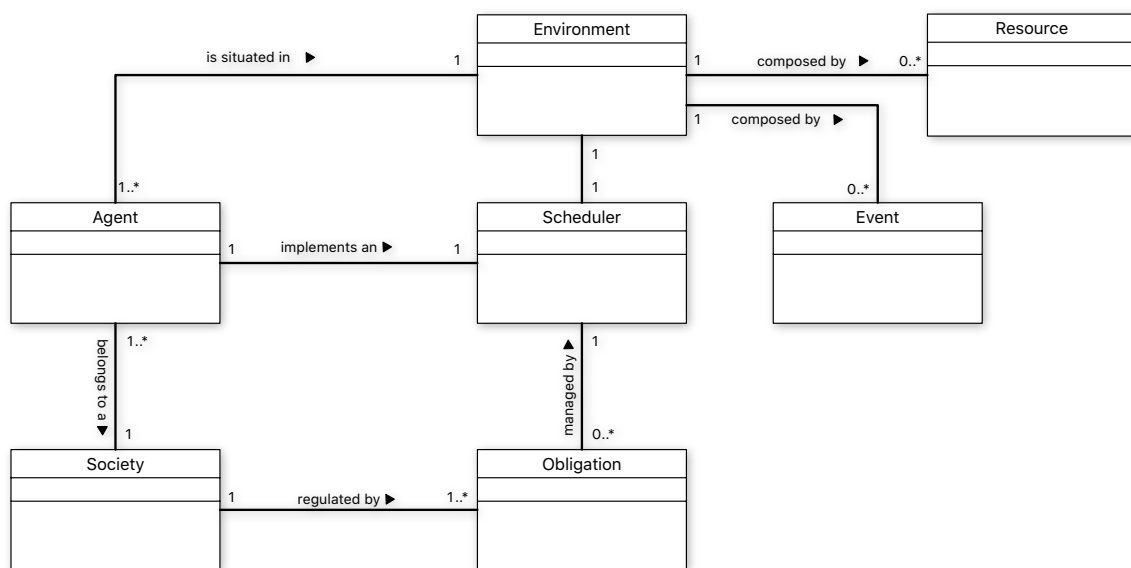 Environment
Resource
is situated in ▶
1
1
composed by ▶
0..*
1
composed by ▶
1
1..*
1
0..*
Agent
Scheduler
Event
1
implements an ▶
1
1..*
belongs to a ▶
1
1
managed by ▶
0..*
Society
Obligation
1
regulated by ▶
1..*